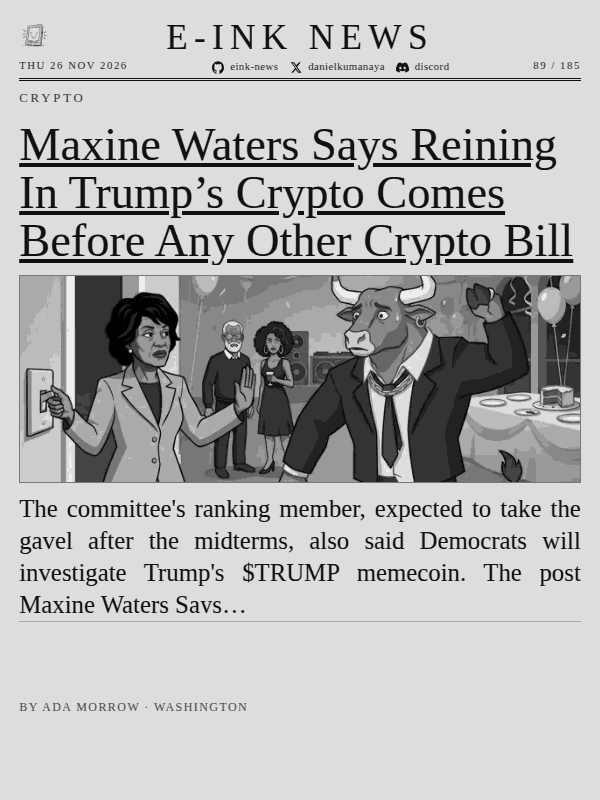 E-INK NEWS
THU 26 NOV 2026
eink-news danielkumanaya discord
89 / 185
CRYPTO
Maxine Waters Says Reining
In Trump’s Crypto Comes
Before Any Other Crypto Bill
The committee's ranking member, expected to take the
gavel after the midterms, also said Democrats will
investigate Trump's $TRUMP memecoin. The post
Maxine Waters Says…
BY ADA MORROW · WASHINGTON